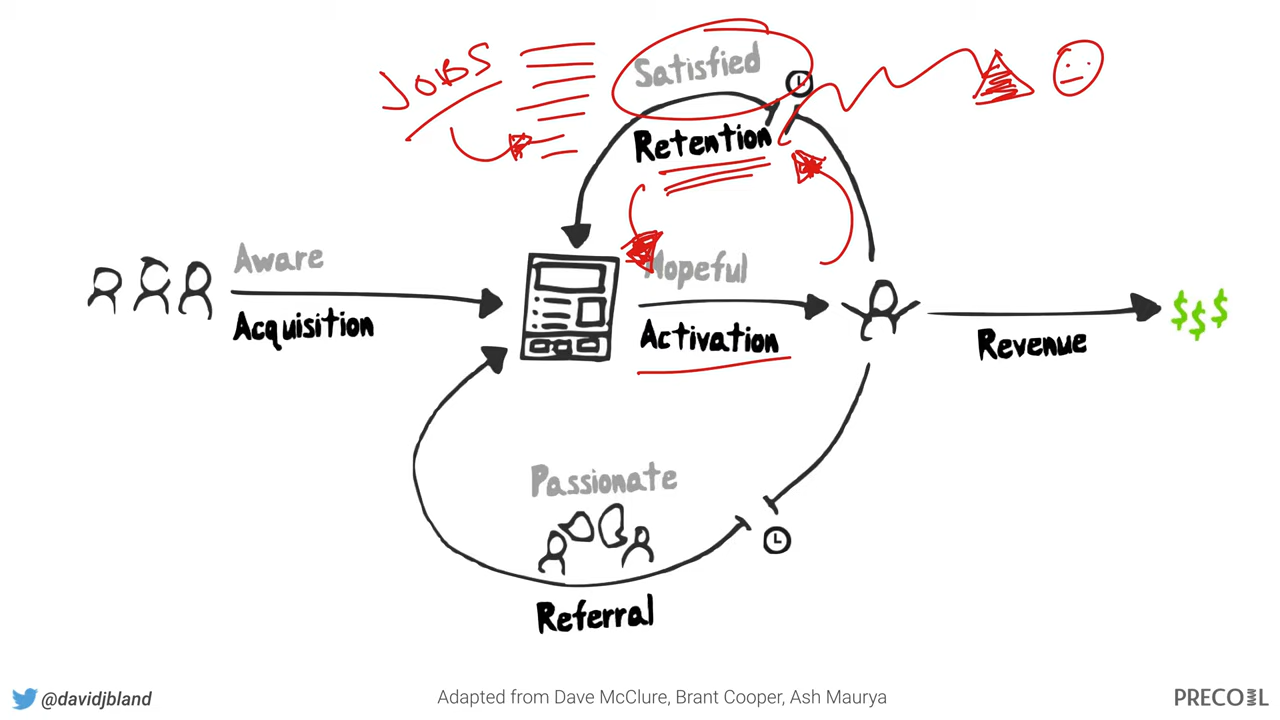 JOBS
Satisfied
Retention
Aware
Acquisition
Hopeful
Activation
Revenue
$$$
Passionate
Referral
@davidjbland
Adapted from Dave McClure, Brant Cooper, Ash Maurya
PRECOIL